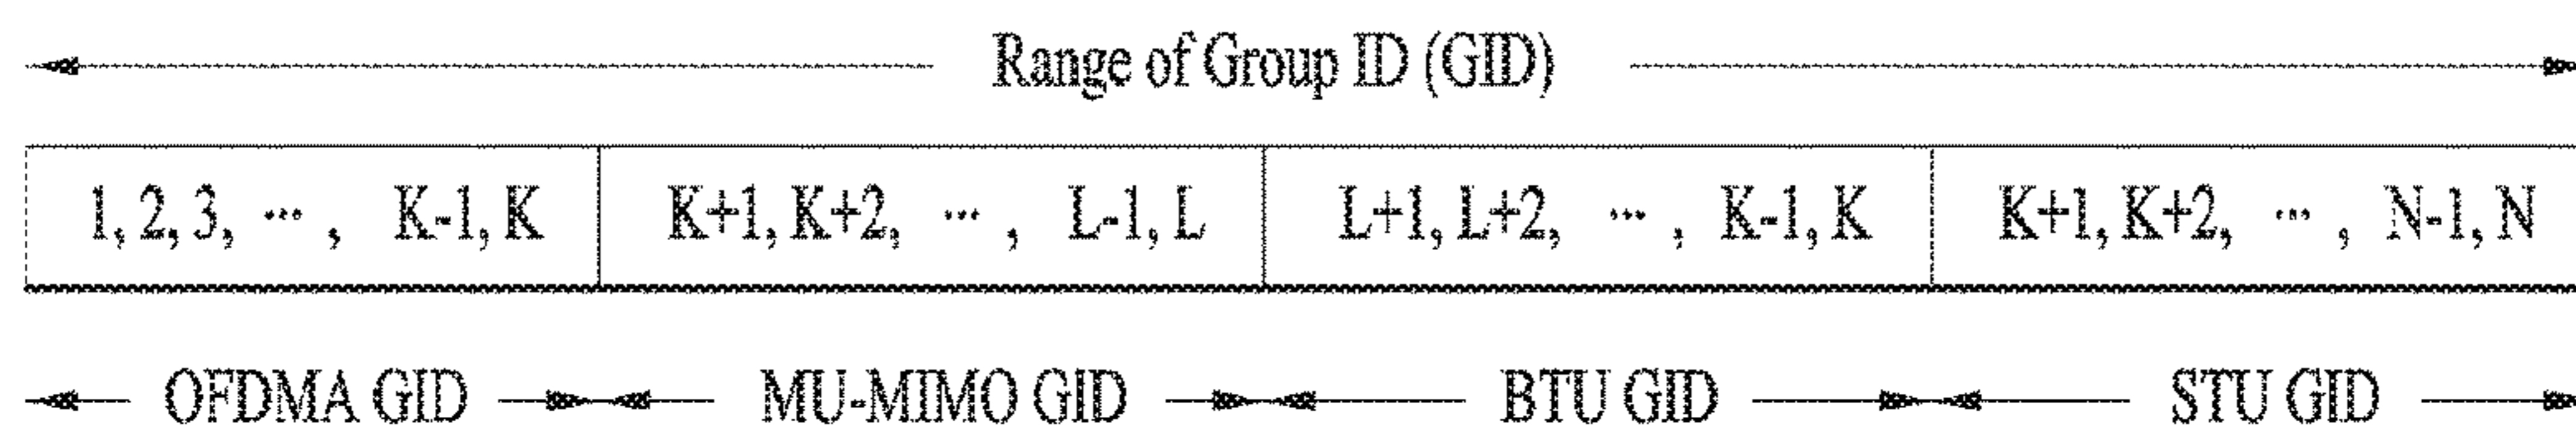 Range of Group ID (GID)
1, 2, 3, ··· , K-1, K K+1, K+2, ··· , L-1, L L+1, L+2, ··· , K-1, K K+1, K+2, ··· , N-1, N
OFDMA GID MU-MIMO GID BTU GID STU GID